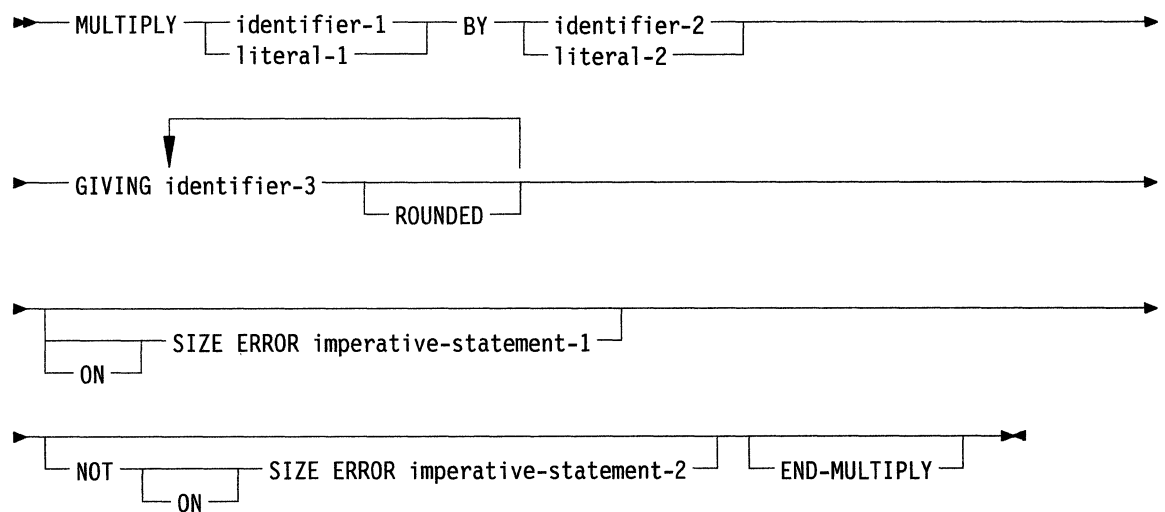 MULTIPLY identifier-1 BY identifier-2
literal-1 literal-2
GIVING identifier-3
ROUNDED
SIZE ERROR imperative-statement-1
ON
NOT SIZE ERROR imperative-statement-2 END-MULTIPLY
ON